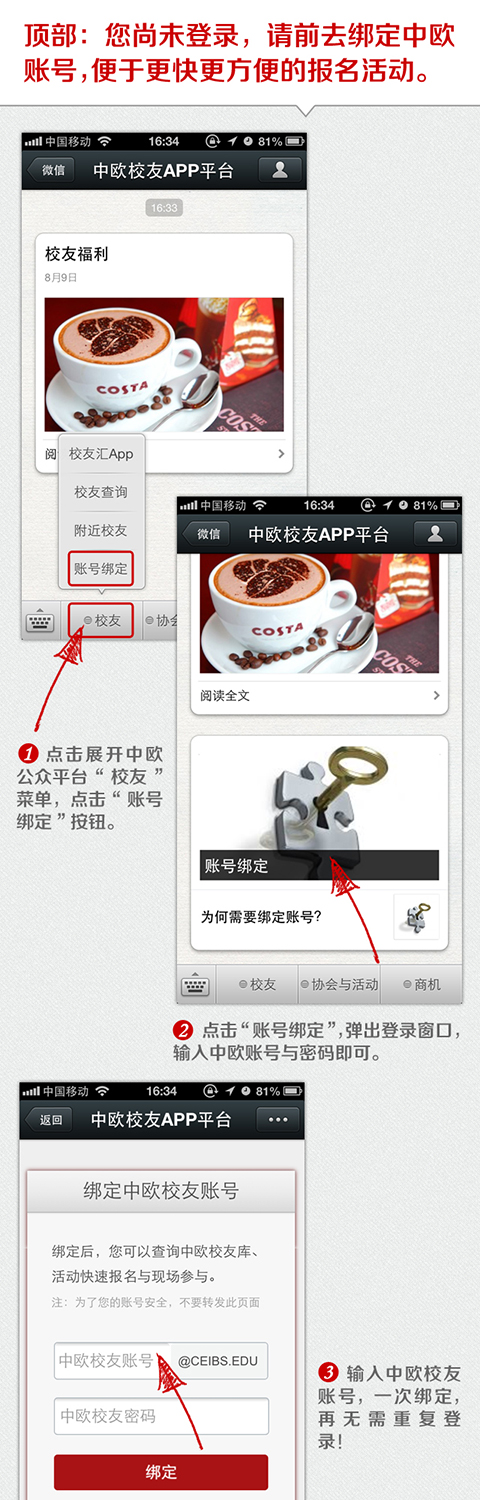 顶部：您尚未登录，请前去绑定中欧
账号，便于更快更方便的报名活动。
中国移动 16:34 81%
微信 中欧校友APP平台
16:33
校友福利
8月9日
COSTA
COSTA
THE
阅
校友汇App
校友查询
附近校友
账号绑定
校友 协会
1 点击展开中欧
公众平台“校友”
菜单，点击“账号
绑定”按钮。
中国移动 16:34 81%
微信 中欧校友APP平台
COSTA
阅读全文
账号绑定
为何需要绑定账号?
校友 协会与活动 商机
2 点击“账号绑定”，弹出登录窗口，
输入中欧账号与密码即可。
中国移动 16:34 81%
返回 中欧校友APP平台
绑定中欧校友账号
绑定后，您可以查询中欧校友库、
活动快速报名与现场参与。
注：为了您的账号安全，不要转发此页面
中欧校友账号 @CEIBS.EDU
中欧校友密码
绑定
3 输入中欧校友
账号，一次绑定，
再无需重复登
录！